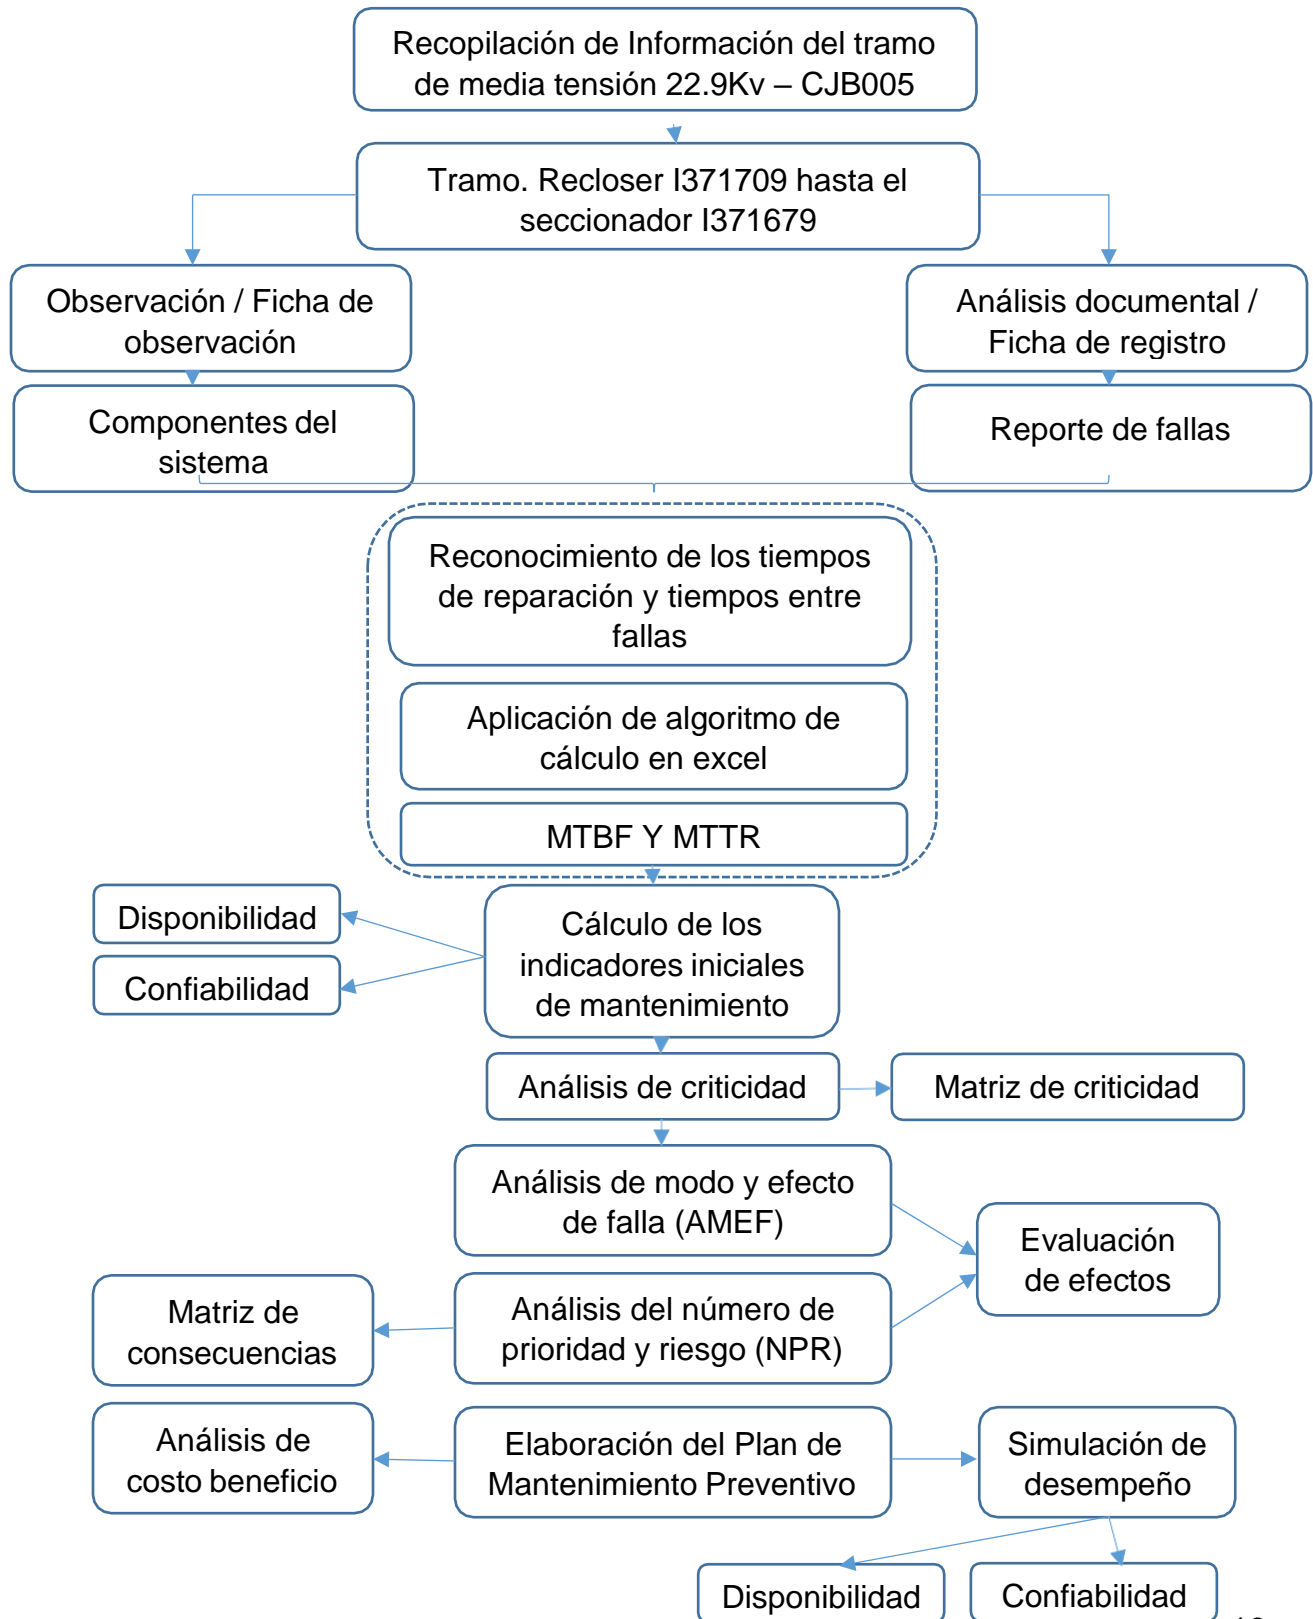 Recopilación de Información del tramo
de media tensión 22.9Kv – CJB005
Tramo. Recloser I371709 hasta el
seccionador I371679
Observación / Ficha de
observación
Análisis documental /
Ficha de registro
Componentes del
sistema
Reporte de fallas
Reconocimiento de los tiempos
de reparación y tiempos entre
fallas
Aplicación de algoritmo de
cálculo en excel
MTBF Y MTTR
Disponibilidad
Confiabilidad
Cálculo de los
indicadores iniciales
de mantenimiento
Análisis de criticidad
Matriz de criticidad
Análisis de modo y efecto
de falla (AMEF)
Evaluación
de efectos
Matriz de
consecuencias
Análisis del número de
prioridad y riesgo (NPR)
Análisis de
costo beneficio
Elaboración del Plan de
Mantenimiento Preventivo
Simulación de
desempeño
Disponibilidad
Confiabilidad